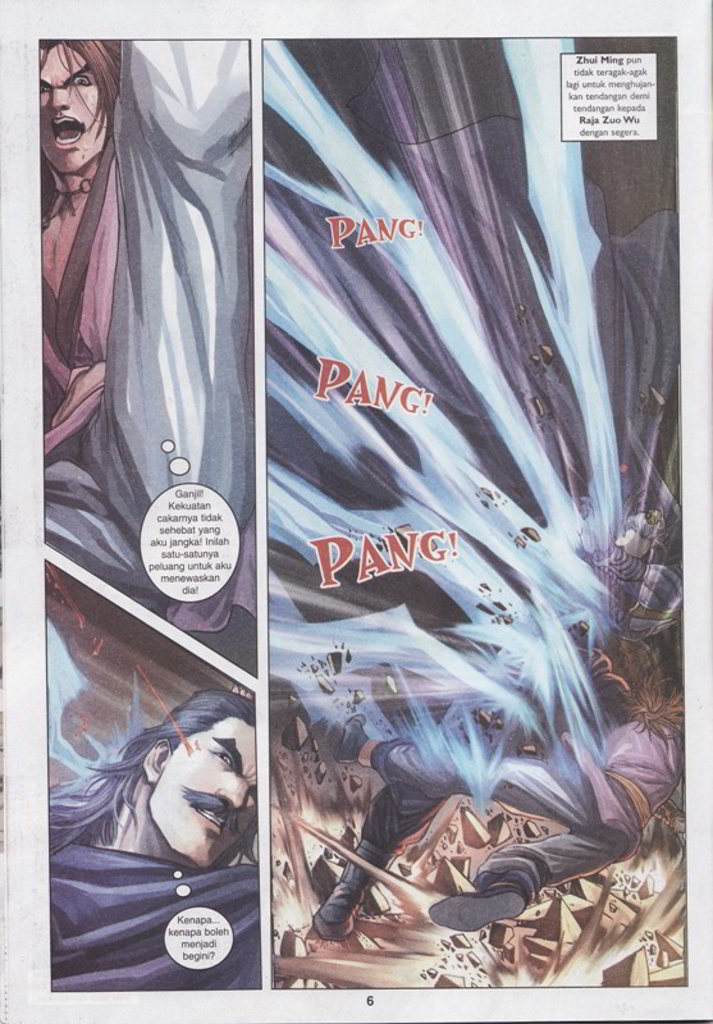 Ganjil!
Kekuatan
cakarnya tidak
sehebat yang
aku jangka! Inilah
satu-satunya
peluang untuk aku
menewaskan
dia!
Kenapa...
kenapa boleh
menjadi
begini?
Zhui Ming pun
tidak teragak-agak
lagi untuk menghujan-
kan tendangan demi
tendangan kepada
Raja Zuo Wu
dengan segera.
PANG!
PANG!
PANG!
6